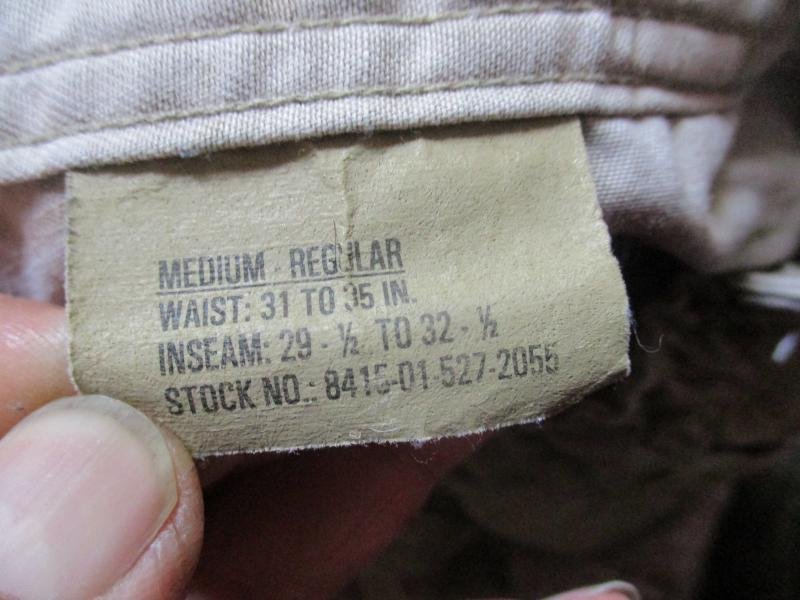 MEDIUM - REGULAR
WAIST: 31 TO 35 IN.
INSEAM: 29 - ½ TO 32 - ½
STOCK NO.: 8415-01-527-2055